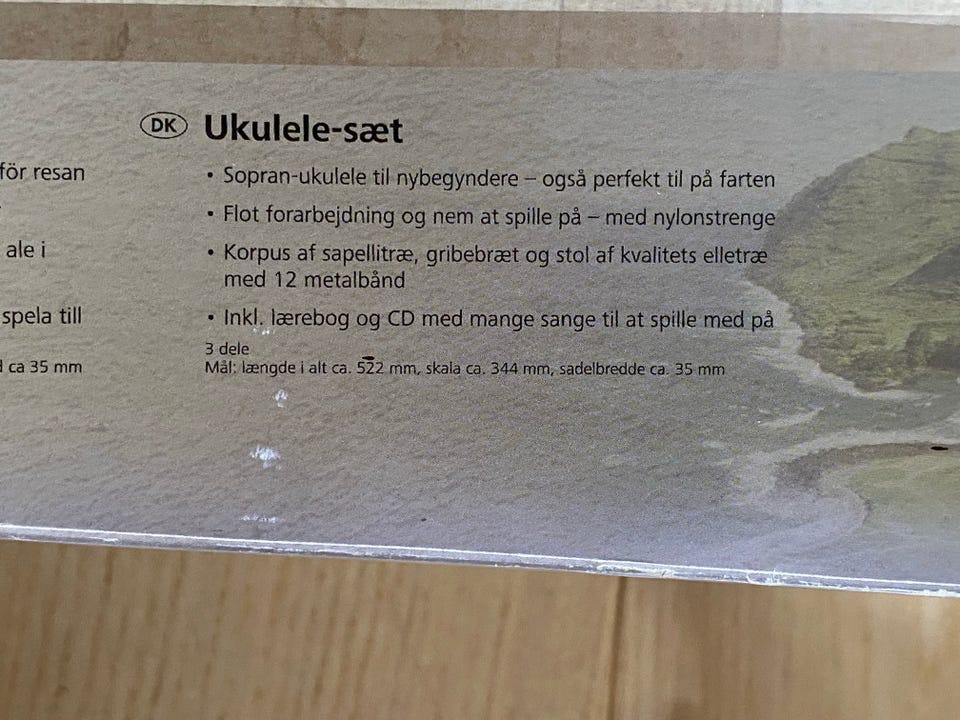 för resan
ale i
spela till
ca 35 mm
DK Ukulele-sæt
• Sopran-ukulele til nybegyndere – også perfekt til på farten
• Flot forarbejdning og nem at spille på – med nylonstrenge
• Korpus af sapellitræ, gribebræt og stol af kvalitets elletræ
med 12 metalbånd
• Inkl. lærebog og CD med mange sange til at spille med på
3 dele
Mål: længde i alt ca. 522 mm, skala ca. 344 mm, sadelbredde ca. 35 mm